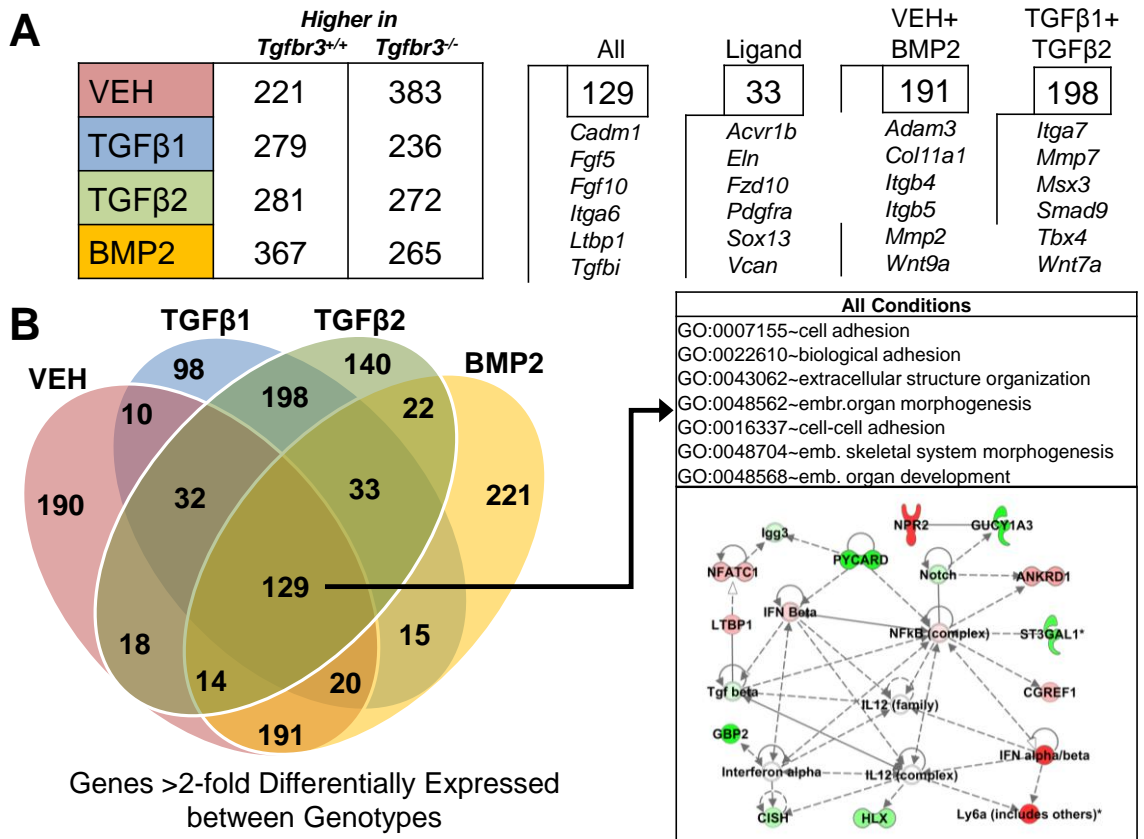 A
Higher in
Tgfbr3+/+ Tgfbr3-/-
VEH 221 383
TGFβ1 279 236
TGFβ2 281 272
BMP2 367 265
All
129
Cadm1
Fgf5
Fgf10
Itga6
Ltbp1
Tgfbi
Ligand
33
Acvr1b
Eln
Fzd10
Pdgfra
Sox13
Vcan
VEH+
BMP2
191
Adam3
Col11a1
Itgb4
Itgb5
Mmp2
Wnt9a
TGFβ1+
TGFβ2
198
Itga7
Mmp7
Msx3
Smad9
Tbx4
Wnt7a
B
TGFβ1
TGFβ2
VEH
BMP2
98
140
10
198
22
190
32
33
221
129
18
15
14
20
191
Genes >2-fold Differentially Expressed
between Genotypes
All Conditions
GO:0007155~cell adhesion
GO:0022610~biological adhesion
GO:0043062~extracellular structure organization
GO:0048562~embr.organ morphogenesis
GO:0016337~cell-cell adhesion
GO:0048704~emb. skeletal system morphogenesis
GO:0048568~emb. organ development
NPR2
GUCY1A3
Igg3
PYCARD
NFATC1
Notch
ANKRD1
IFN Beta
LTBP1
NFkB (complex)
ST3GAL1*
Tgf beta
CGREF1
IL12 (family)
GBP2
IFN alpha/beta
Interferon alpha
IL12 (complex)
CISH
HLX
Ly6a (includes others)*